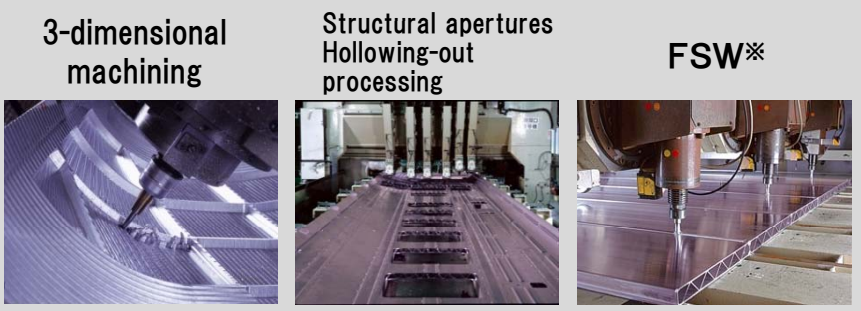 3-dimensional
machining
Structural apertures
Hollowing-out
processing
FSW※